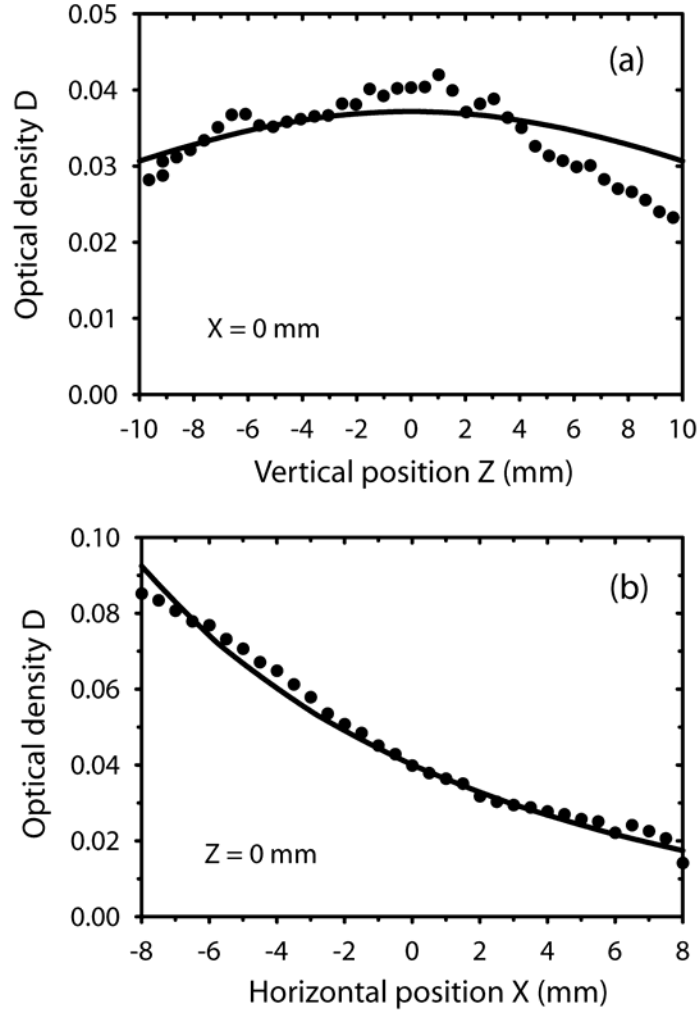 0.05
(a)
0.04
0.03
0.02
0.01
X = 0 mm
0.00
-10 -8 -6 -4 -2 0 2 4 6 8 10
Optical density D
Vertical position Z (mm)
0.10
(b)
0.08
0.06
0.04
0.02
Z = 0 mm
0.00
-8 -6 -4 -2 0 2 4 6 8
Optical density D
Horizontal position X (mm)